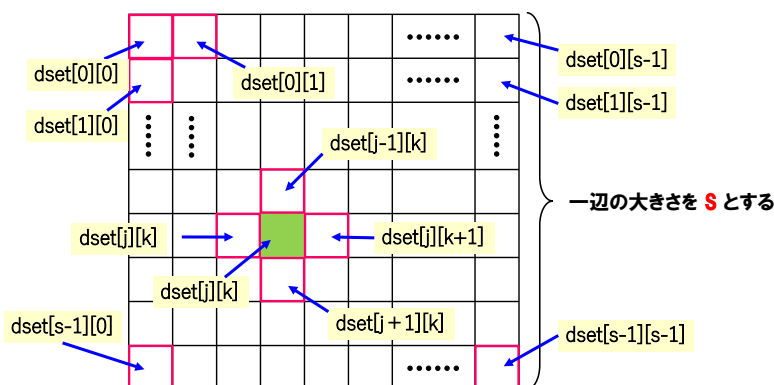 dset[0][0]
dset[0][1]
dset[0][s-1]
dset[1][0]
dset[1][s-1]
dset[j-1][k]
一辺の大きさを S とする
dset[j][k]
dset[j][k+1]
dset[j][k]
dset[j＋1][k]
dset[s-1][0]
dset[s-1][s-1]